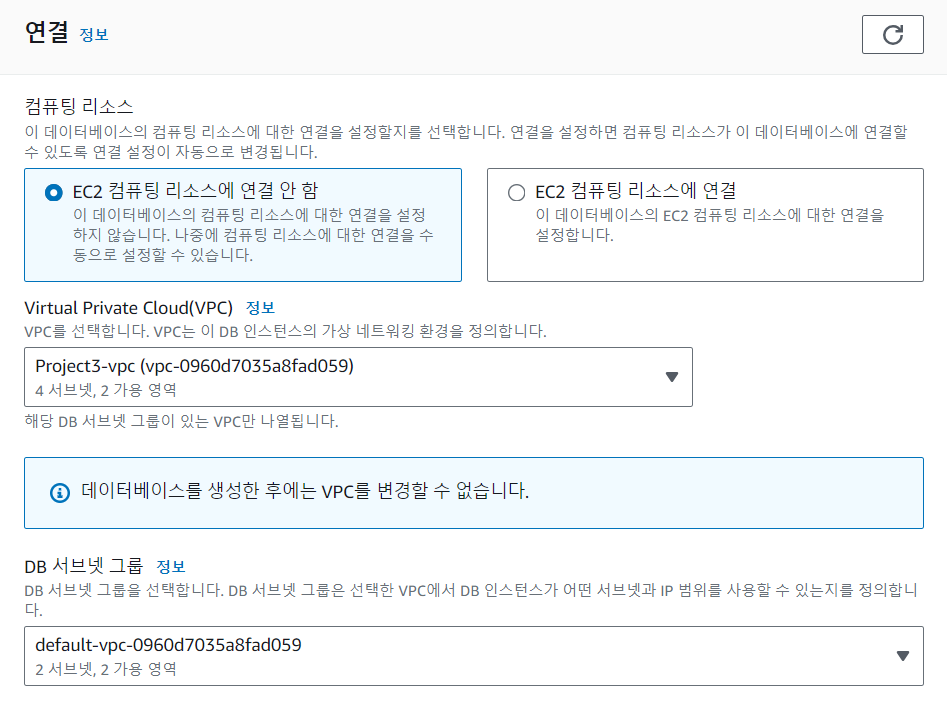 연결 정보
컴퓨팅 리소스
이 데이터베이스의 컴퓨팅 리소스에 대한 연결을 설정할지를 선택합니다. 연결을 설정하면 컴퓨팅 리소스가 이 데이터베이스에 연결할
수 있도록 연결 설정이 자동으로 변경됩니다.
EC2 컴퓨팅 리소스에 연결 안 함
이 데이터베이스의 컴퓨팅 리소스에 대한 연결을 설정
하지 않습니다. 나중에 컴퓨팅 리소스에 대한 연결을 수
동으로 설정할 수 있습니다.
EC2 컴퓨팅 리소스에 연결
이 데이터베이스의 EC2 컴퓨팅 리소스에 대한 연결을
설정합니다.
Virtual Private Cloud(VPC) 정보
VPC를 선택합니다. VPC는 이 DB 인스턴스의 가상 네트워킹 환경을 정의합니다.
Project3-vpc (vpc-0960d7035a8fad059)
4 서브넷, 2 가용 영역
해당 DB 서브넷 그룹이 있는 VPC만 나열됩니다.
데이터베이스를 생성한 후에는 VPC를 변경할 수 없습니다.
DB 서브넷 그룹 정보
DB 서브넷 그룹을 선택합니다. DB 서브넷 그룹은 선택한 VPC에서 DB 인스턴스가 어떤 서브넷과 IP 범위를 사용할 수 있는지를 정의합니
다.
default-vpc-0960d7035a8fad059
2 서브넷, 2 가용 영역